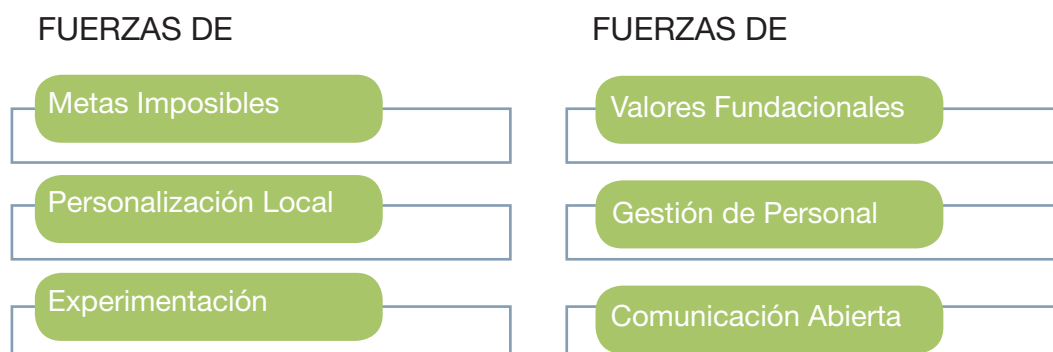 FUERZAS DE
Metas Imposibles
Personalización Local
Experimentación
FUERZAS DE
Valores Fundacionales
Gestión de Personal
Comunicación Abierta